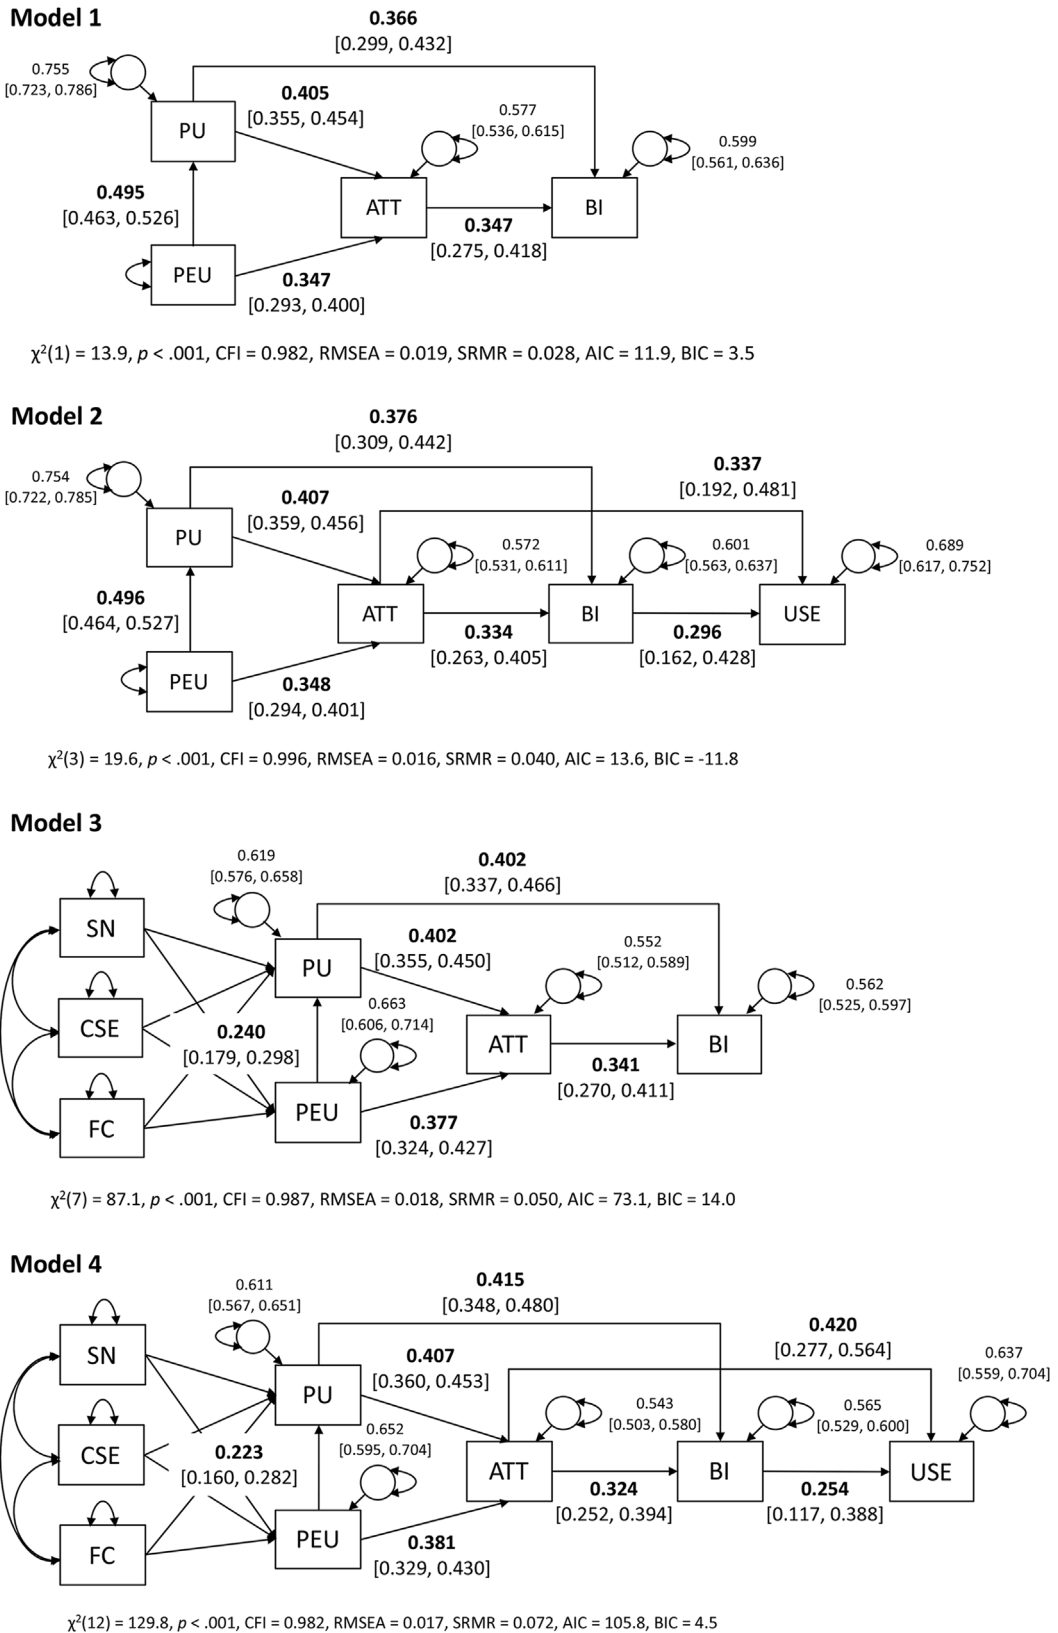 Model 1
0.366
[0.299, 0.432]
0.755
[0.723, 0.786]
0.405
[0.355, 0.454]
0.577
[0.536, 0.615]
PU
0.599
[0.561, 0.636]
0.495
[0.463, 0.526]
ATT
BI
0.347
[0.275, 0.418]
PEU
0.347
[0.293, 0.400]
χ²(1) = 13.9, p < .001, CFI = 0.982, RMSEA = 0.019, SRMR = 0.028, AIC = 11.9, BIC = 3.5
Model 2
0.376
[0.309, 0.442]
0.754
[0.722, 0.785]
0.337
[0.192, 0.481]
0.407
[0.359, 0.456]
PU
0.572
[0.531, 0.611]
0.601
[0.563, 0.637]
0.689
[0.617, 0.752]
0.496
[0.464, 0.527]
ATT
BI
USE
0.334
[0.263, 0.405]
0.296
[0.162, 0.428]
PEU
0.348
[0.294, 0.401]
χ²(3) = 19.6, p < .001, CFI = 0.996, RMSEA = 0.016, SRMR = 0.040, AIC = 13.6, BIC = -11.8
Model 3
0.619
[0.576, 0.658]
0.402
[0.337, 0.466]
SN
0.402
[0.355, 0.450]
PU
0.552
[0.512, 0.589]
0.562
[0.525, 0.597]
0.663
[0.606, 0.714]
CSE
0.240
[0.179, 0.298]
ATT
BI
0.341
[0.270, 0.411]
FC
PEU
0.377
[0.324, 0.427]
χ²(7) = 87.1, p < .001, CFI = 0.987, RMSEA = 0.018, SRMR = 0.050, AIC = 73.1, BIC = 14.0
Model 4
0.611
[0.567, 0.651]
0.415
[0.348, 0.480]
0.420
[0.277, 0.564]
SN
0.407
[0.360, 0.453]
0.637
[0.559, 0.704]
PU
0.543
[0.503, 0.580]
0.565
[0.529, 0.600]
0.652
[0.595, 0.704]
CSE
0.223
[0.160, 0.282]
ATT
BI
USE
0.324
[0.252, 0.394]
0.254
[0.117, 0.388]
FC
PEU
0.381
[0.329, 0.430]
χ²(12) = 129.8, p < .001, CFI = 0.982, RMSEA = 0.017, SRMR = 0.072, AIC = 105.8, BIC = 4.5